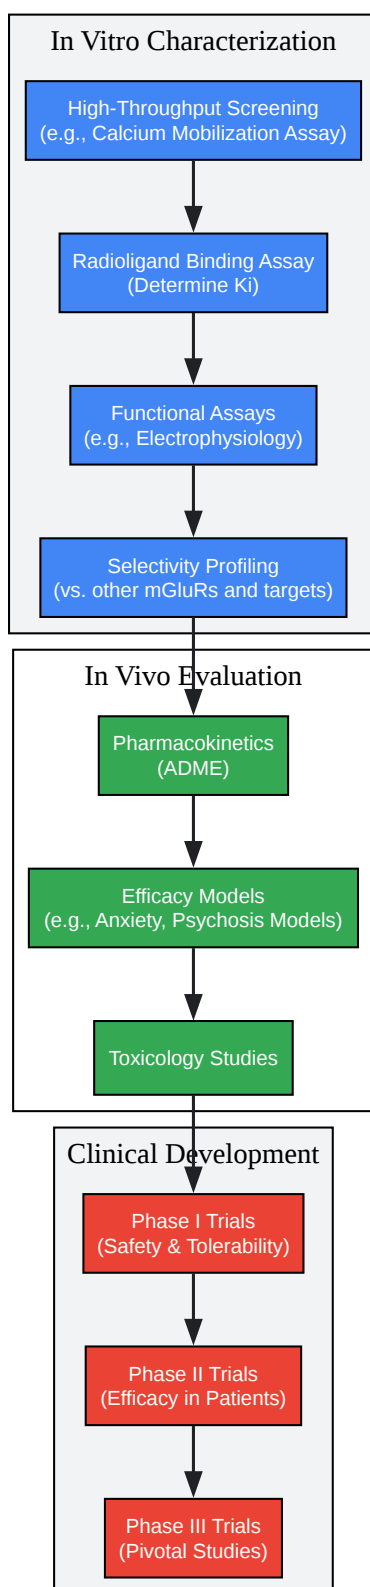 In Vitro Characterization
High-Throughput Screening
(e.g., Calcium Mobilization Assay)
Radioligand Binding Assay
(Determine Ki)
Functional Assays
(e.g., Electrophysiology)
Selectivity Profiling
(vs. other mGluRs and targets)
In Vivo Evaluation
Pharmacokinetics
(ADME)
Efficacy Models
(e.g., Anxiety, Psychosis Models)
Toxicology Studies
Clinical Development
Phase I Trials
(Safety & Tolerability)
Phase II Trials
(Efficacy in Patients)
Phase III Trials
(Pivotal Studies)